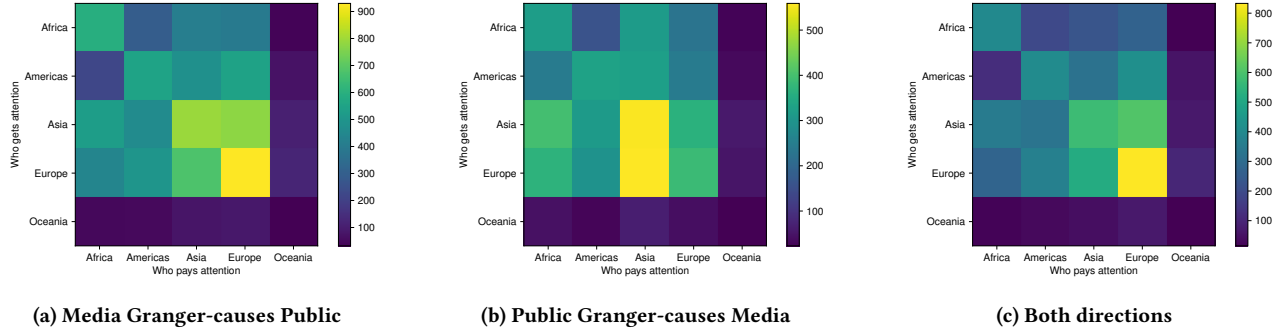 Africa
Americas
Asia
Europe
Oceania
Who gets attention
Africa Americas Asia Europe Oceania
Who pays attention
900
800
700
600
500
400
300
200
100
(a) Media Granger-causes Public
Africa
Americas
Asia
Europe
Oceania
Who gets attention
Africa Americas Asia Europe Oceania
Who pays attention
500
400
300
200
100
(b) Public Granger-causes Media
Africa
Americas
Asia
Europe
Oceania
Who gets attention
Africa Americas Asia Europe Oceania
Who pays attention
800
700
600
500
400
300
200
100
(c) Both directions